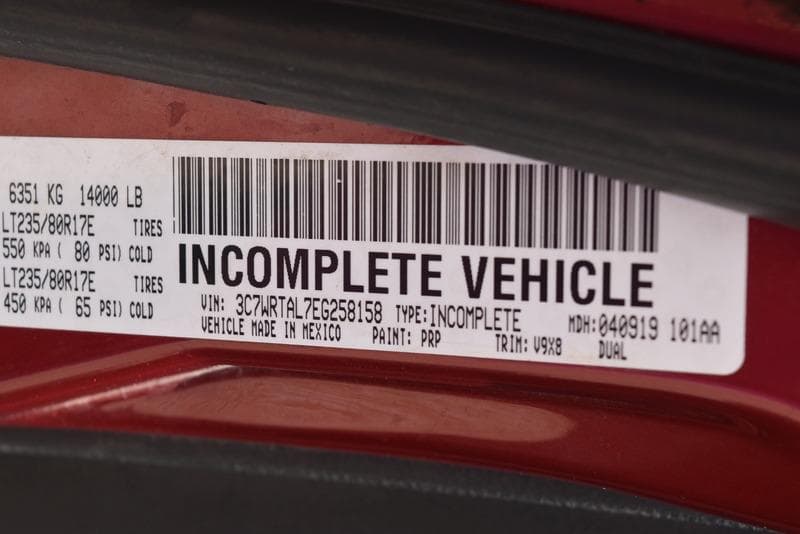 6351 KG 14000 LB
LT235/80R17E TIRES
550 KPA ( 80 PSI) COLD
LT235/80R17E TIRES
450 KPA ( 65 PSI) COLD
INCOMPLETE VEHICLE
VIN: 3C7WRTAL7EG258158 TYPE: INCOMPLETE MDH: 040919 101AA
VEHICLE MADE IN MEXICO PAINT: PRP TRIM: V9X8 DUAL